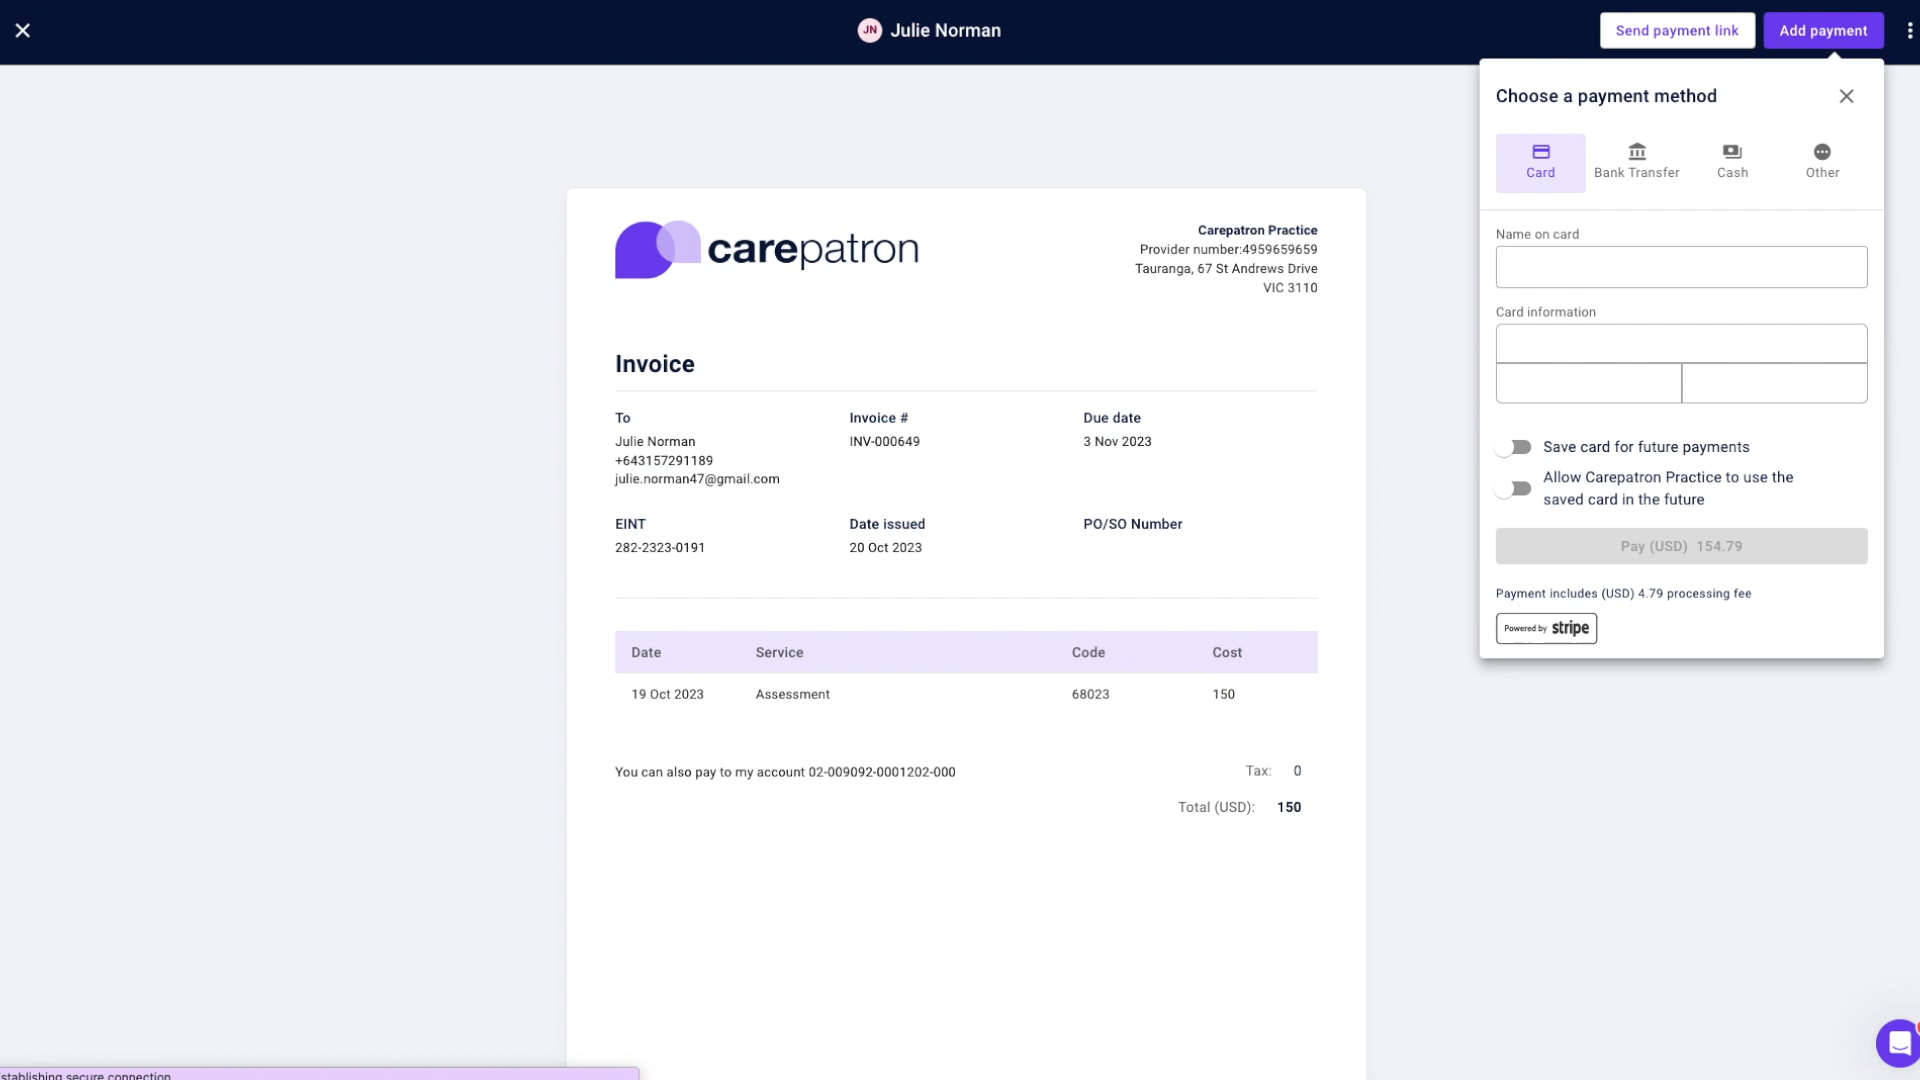 JN Julie Norman
Send payment link
Add payment
Choose a payment method
Card
Bank Transfer
Cash
Other
Name on card
Card information
Save card for future payments
Allow Carepatron Practice to use the
saved card in the future
Pay (USD) 154.79
Payment includes (USD) 4.79 processing fee
Powered by stripe
carepatron
Carepatron Practice
Provider number:4959659659
Tauranga, 67 St Andrews Drive
VIC 3110
Invoice
To
Julie Norman
+643157291189
julie.norman47@gmail.com
Invoice #
INV-000649
Due date
3 Nov 2023
EINT
282-2323-0191
Date issued
20 Oct 2023
PO/SO Number
Date Service Code Cost
19 Oct 2023 Assessment 68023 150
You can also pay to my account 02-009092-0001202-000
Tax: 0
Total (USD): 150
stablishing secure connection...